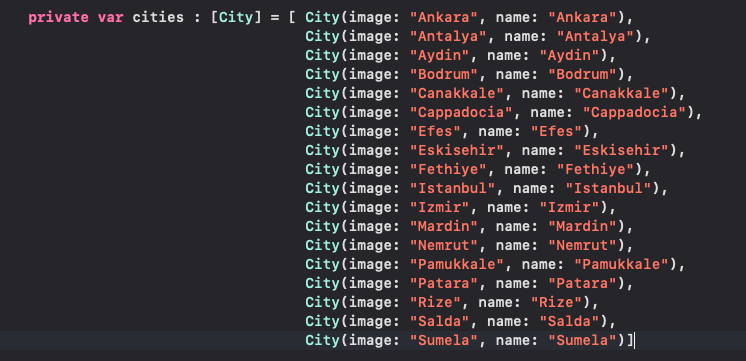 private var cities : [City] = [ City(image: "Ankara", name: "Ankara),
City(image: "Antalya", name: "Antalya"),
City(image: "Aydin", name: "Aydin"),
City(image: "Bodrum", name: "Bodrum"),
City(image: "Canakkale", name: "Canakkale"),
City(image: "Cappadocia", name: "Cappadocia"),
City(image: "Efes", name: "Efes"),
City(image: "Eskisehir", name: "Eskisehir"),
City(image: "Fethiye", name: "Fethiye"),
City(image: "Istanbul", name: "Istanbul"),
City(image: "Izmir", name: "Izmir"),
City(image: "Mardin", name: "Mardin"),
City(image: "Nemrut", name: "Nemrut"),
City(image: "Pamukkale", name: "Pamukkale"),
City(image: "Patara", name: "Patara"),
City(image: "Rize", name: "Rize"),
City(image: "Salda", name: "Salda"),
City(image: "Sumela", name: "Sumela")]